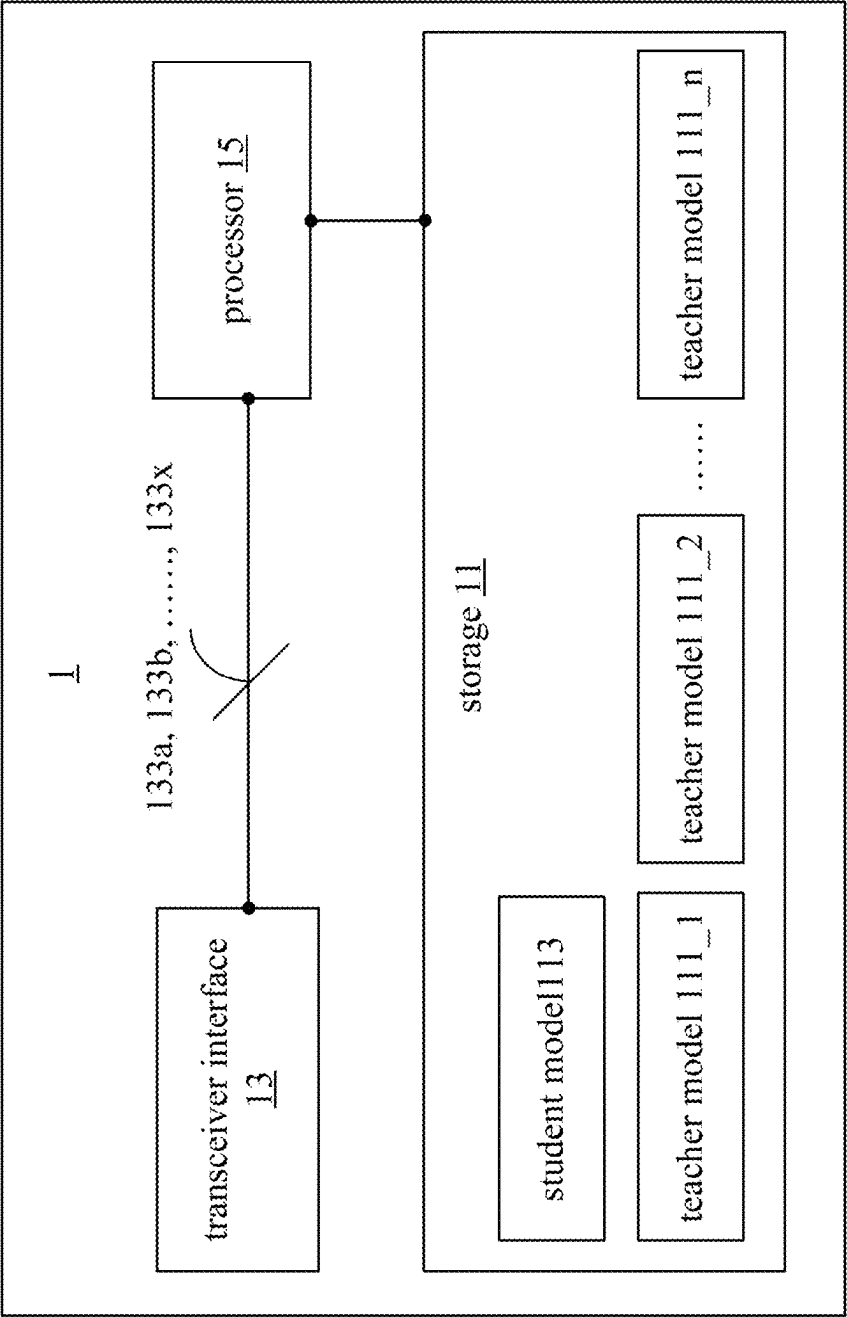 1
133a, 133b, ......., 133x
transceiver interface
13
processor 15
storage 11
student model113
teacher model 111_1
teacher model 111_2
......
teacher model 111_n